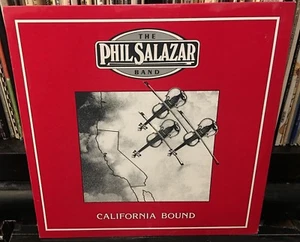 THE
PHIL SALAZAR
BAND
CALIFORNIA BOUND